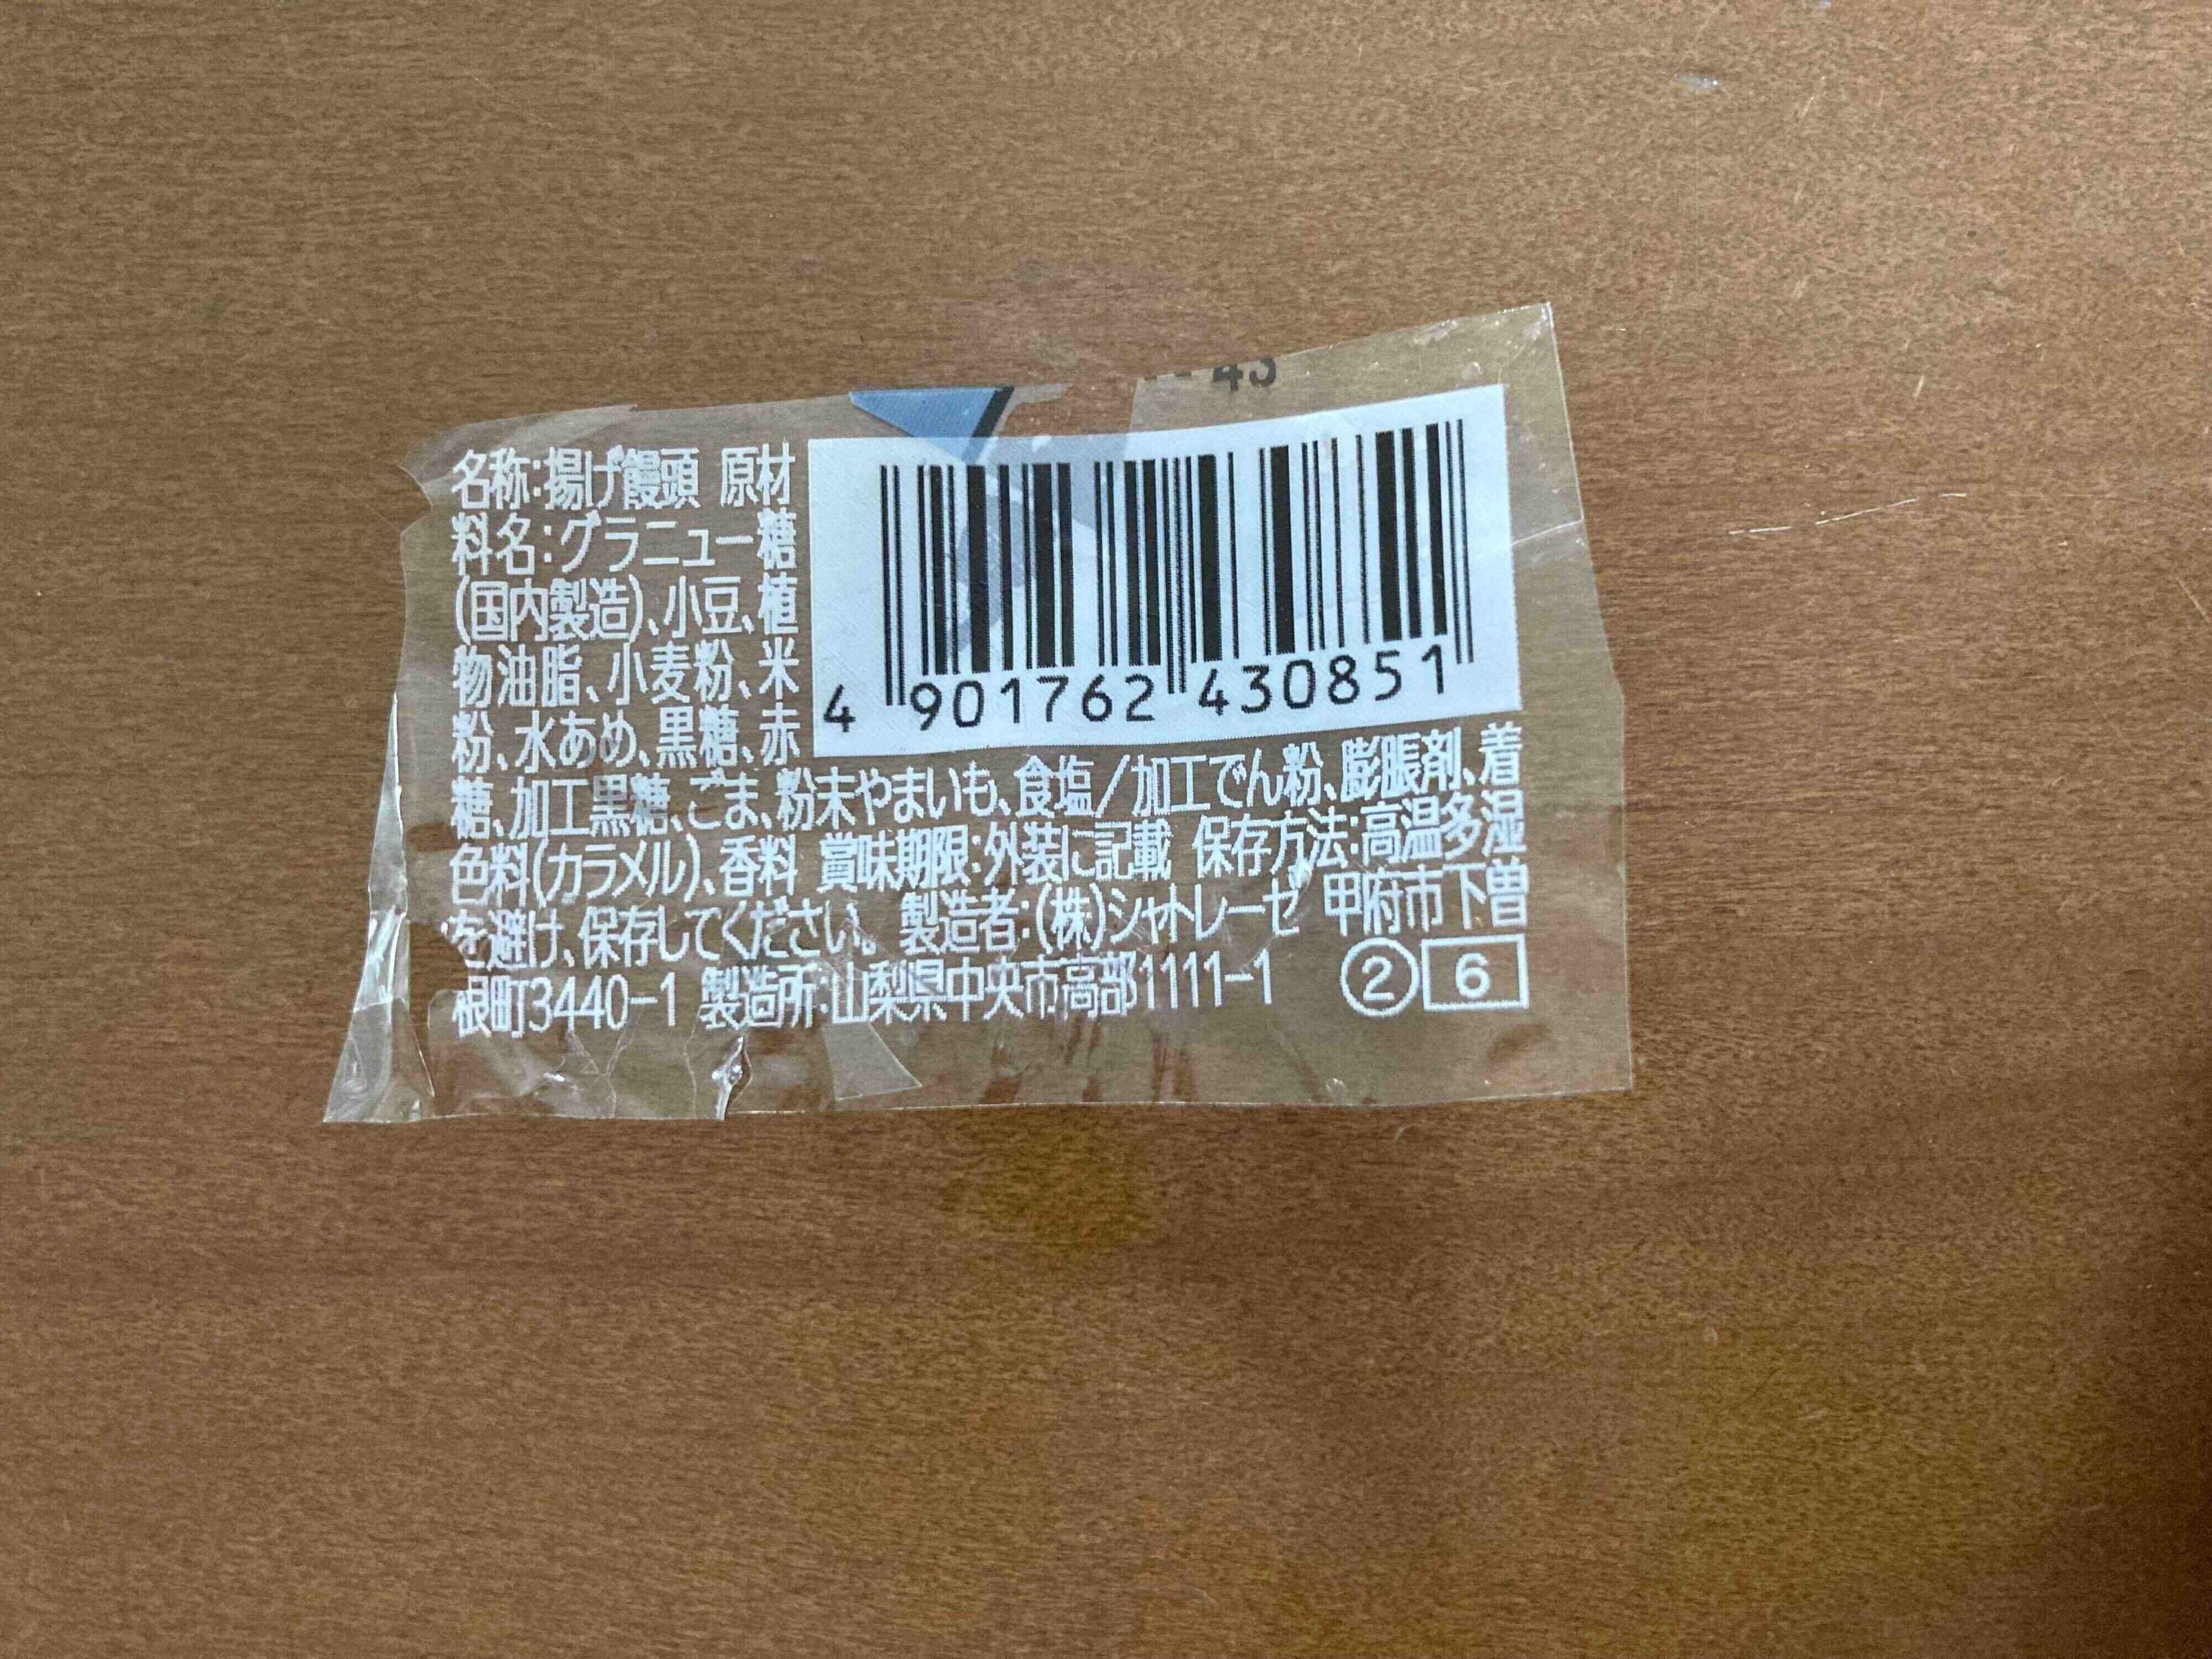 43
名称:揚げ饅頭 原材
料名:グラニュー糖
(国内製造)、小豆、植
物油脂、小麦粉、米
粉、水あめ、黒糖、赤
4 901762 430851
糖、加工黒糖、ごま、粉末やまいも、食塩/加工でん粉、膨脹剤、着
色料(カラメル)、香料 賞味期限:外装に記載 保存方法:高温多湿
を避け、保存してください。 製造者:(株)シャトレーゼ 甲府市下曽
根町3440-1 製造所:山梨県中央市高部1111-1 ② 6